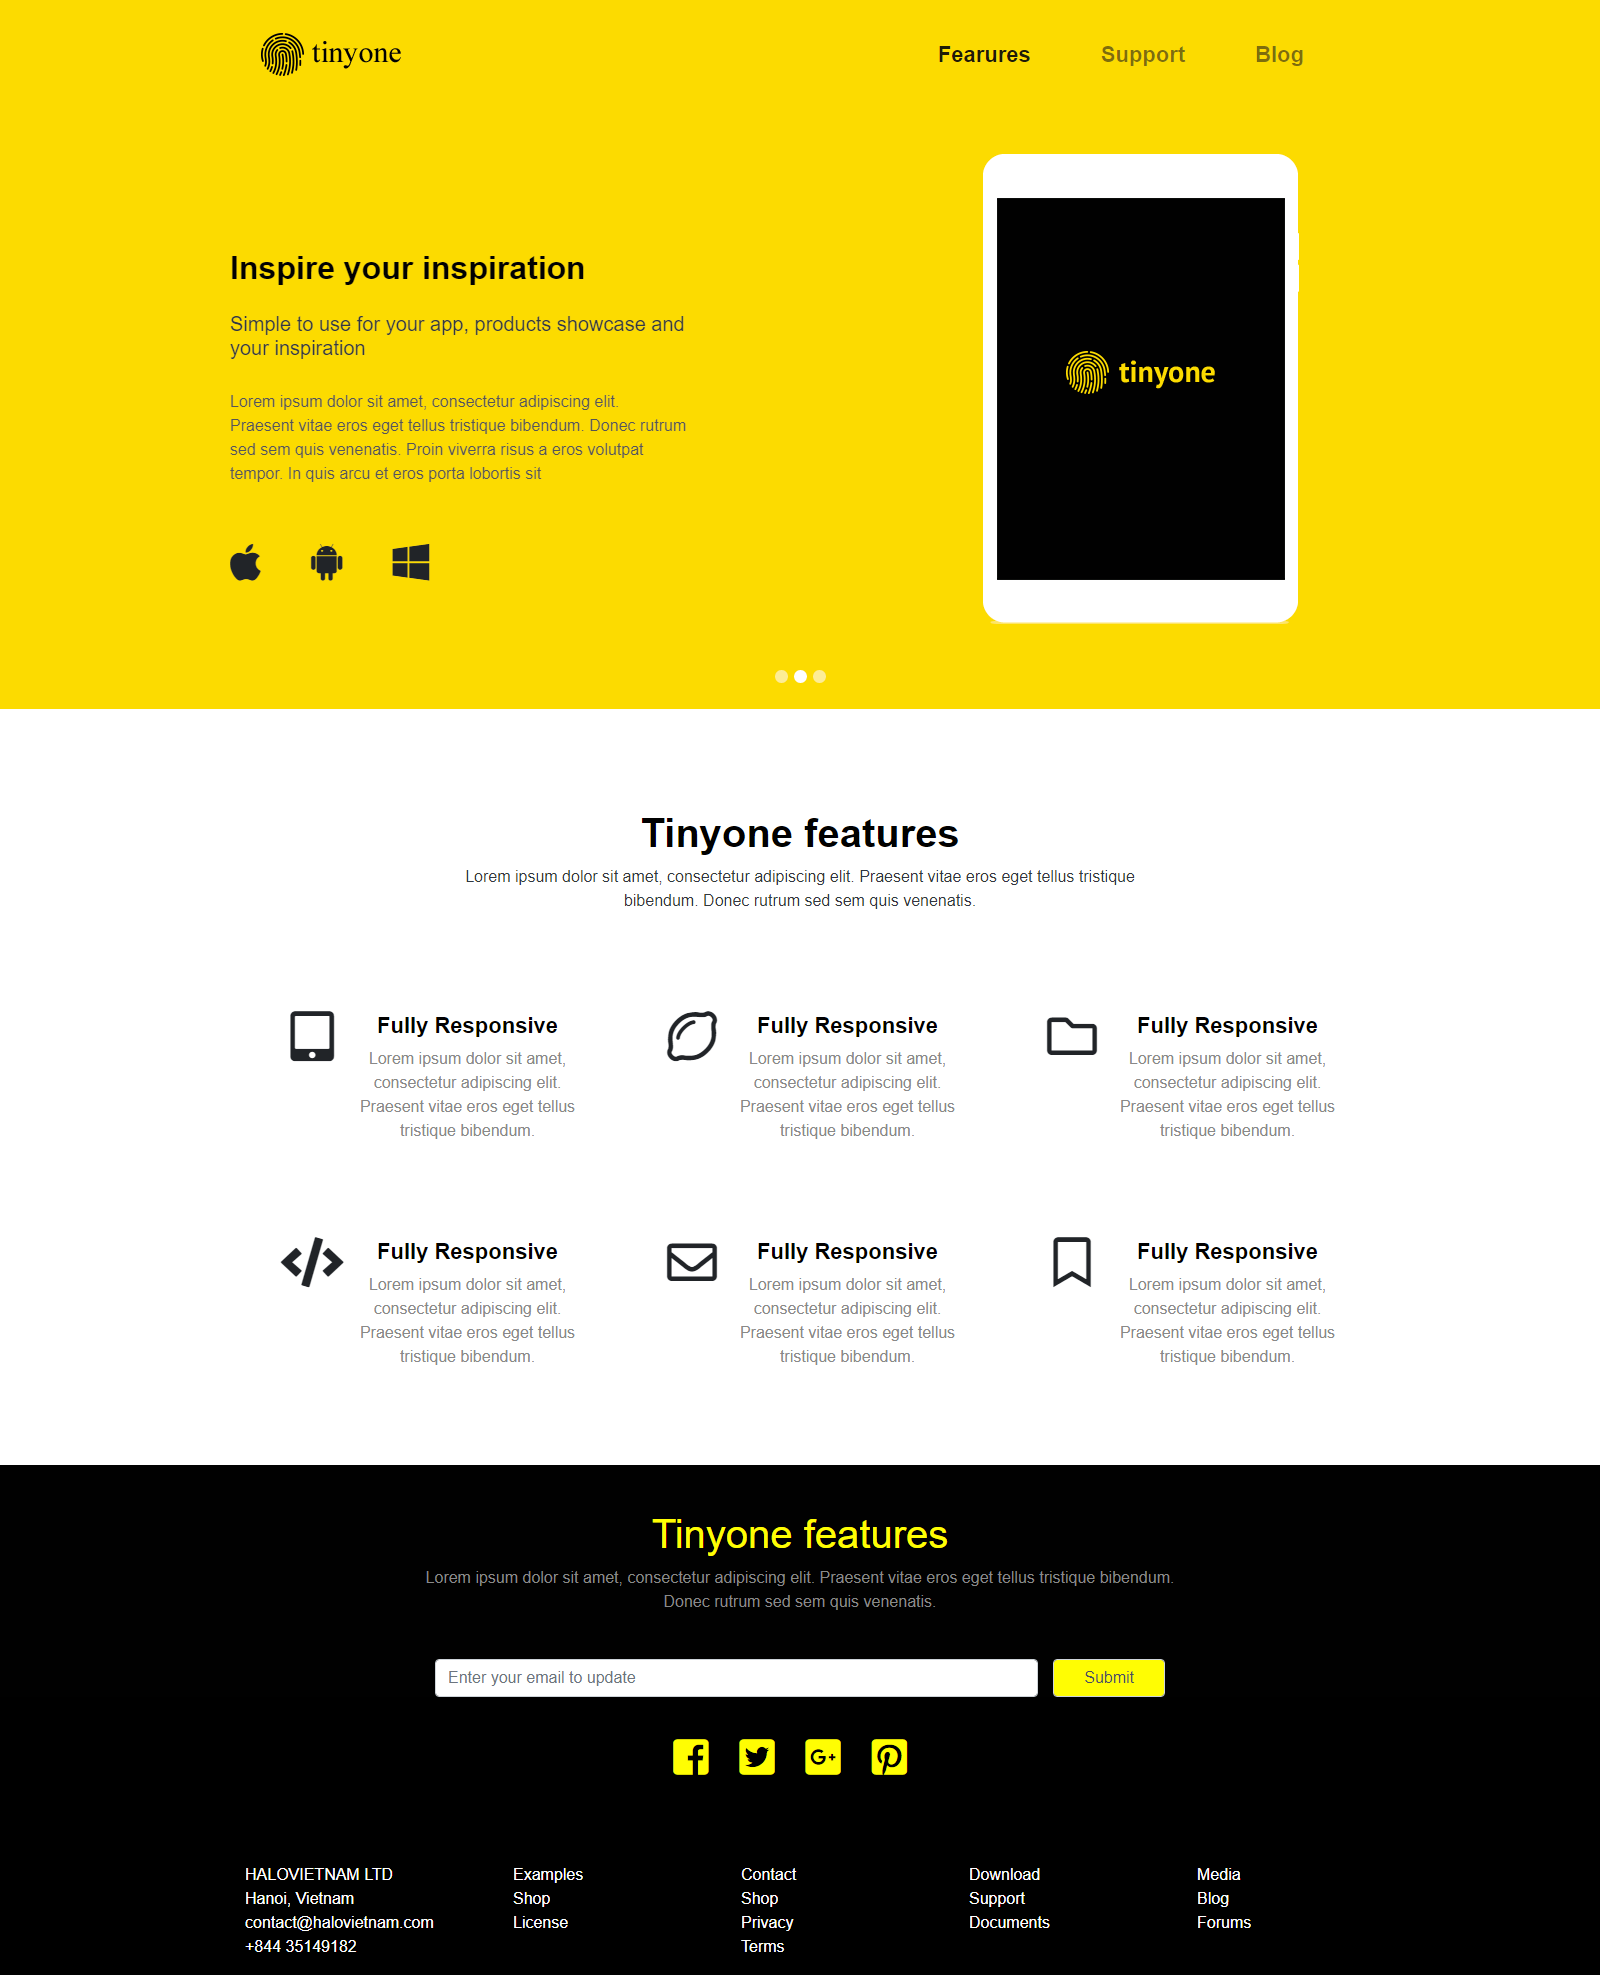 tinyone
Fearures
Support
Blog
tinyone
Inspire your inspiration
Simple to use for your app, products showcase and
your inspiration
Lorem ipsum dolor sit amet, consectetur adipiscing elit.
Praesent vitae eros eget tellus tristique bibendum. Donec rutrum
sed sem quis venenatis. Proin viverra risus a eros volutpat
tempor. In quis arcu et eros porta lobortis sit
Tinyone features
Lorem ipsum dolor sit amet, consectetur adipiscing elit. Praesent vitae eros eget tellus tristique
bibendum. Donec rutrum sed sem quis venenatis.
Fully Responsive
Lorem ipsum dolor sit amet,
consectetur adipiscing elit.
Praesent vitae eros eget tellus
tristique bibendum.
Fully Responsive
Lorem ipsum dolor sit amet,
consectetur adipiscing elit.
Praesent vitae eros eget tellus
tristique bibendum.
Fully Responsive
Lorem ipsum dolor sit amet,
consectetur adipiscing elit.
Praesent vitae eros eget tellus
tristique bibendum.
Fully Responsive
Lorem ipsum dolor sit amet,
consectetur adipiscing elit.
Praesent vitae eros eget tellus
tristique bibendum.
Fully Responsive
Lorem ipsum dolor sit amet,
consectetur adipiscing elit.
Praesent vitae eros eget tellus
tristique bibendum.
Fully Responsive
Lorem ipsum dolor sit amet,
consectetur adipiscing elit.
Praesent vitae eros eget tellus
tristique bibendum.
Tinyone features
Lorem ipsum dolor sit amet, consectetur adipiscing elit. Praesent vitae eros eget tellus tristique bibendum.
Donec rutrum sed sem quis venenatis.
Enter your email to update
Submit
HALOVIETNAM LTD
Hanoi, Vietnam
contact@halovietnam.com
+844 35149182
Examples
Shop
License
Contact
Shop
Privacy
Terms
Download
Support
Documents
Media
Blog
Forums